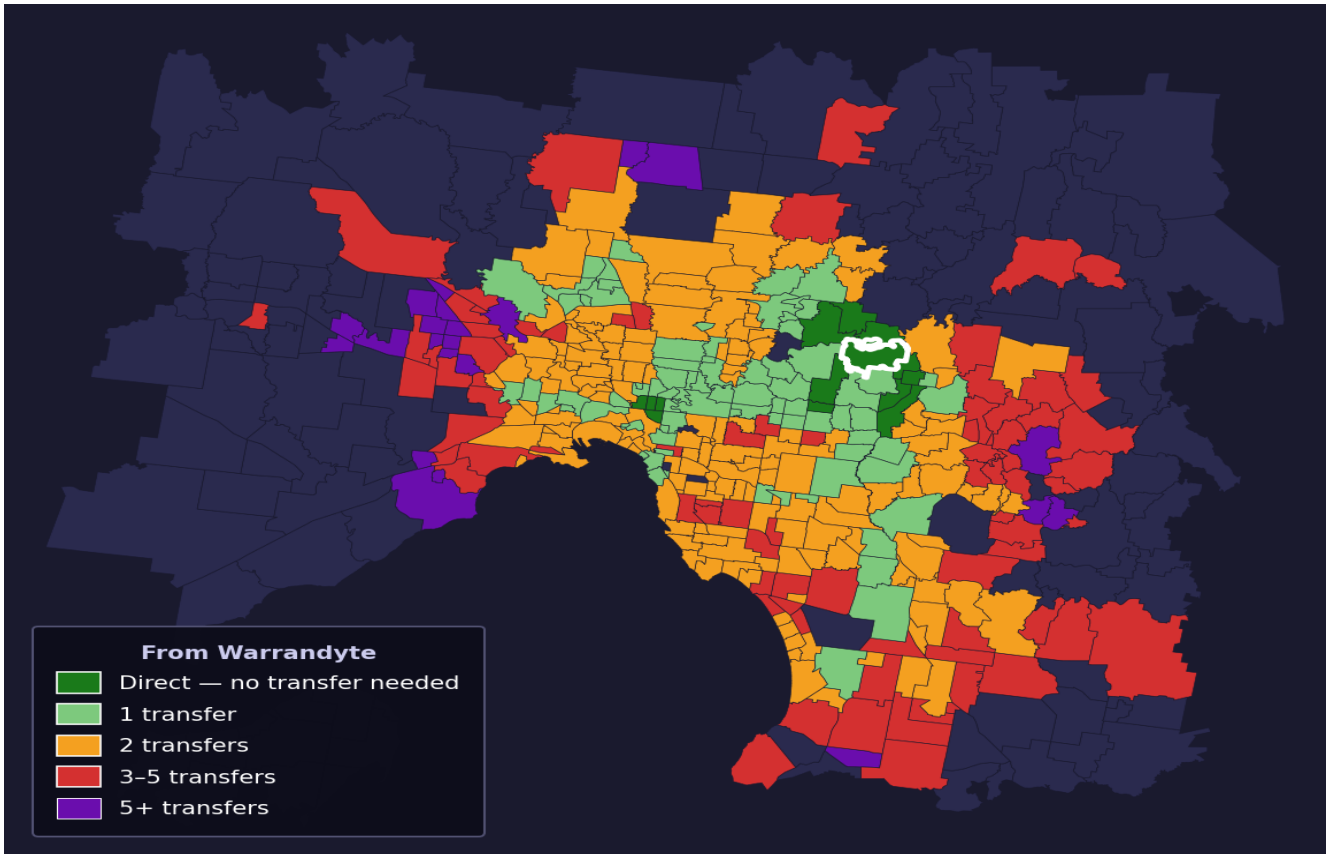 From Warrandyte
Direct — no transfer needed
1 transfer
2 transfers
3–5 transfers
5+ transfers